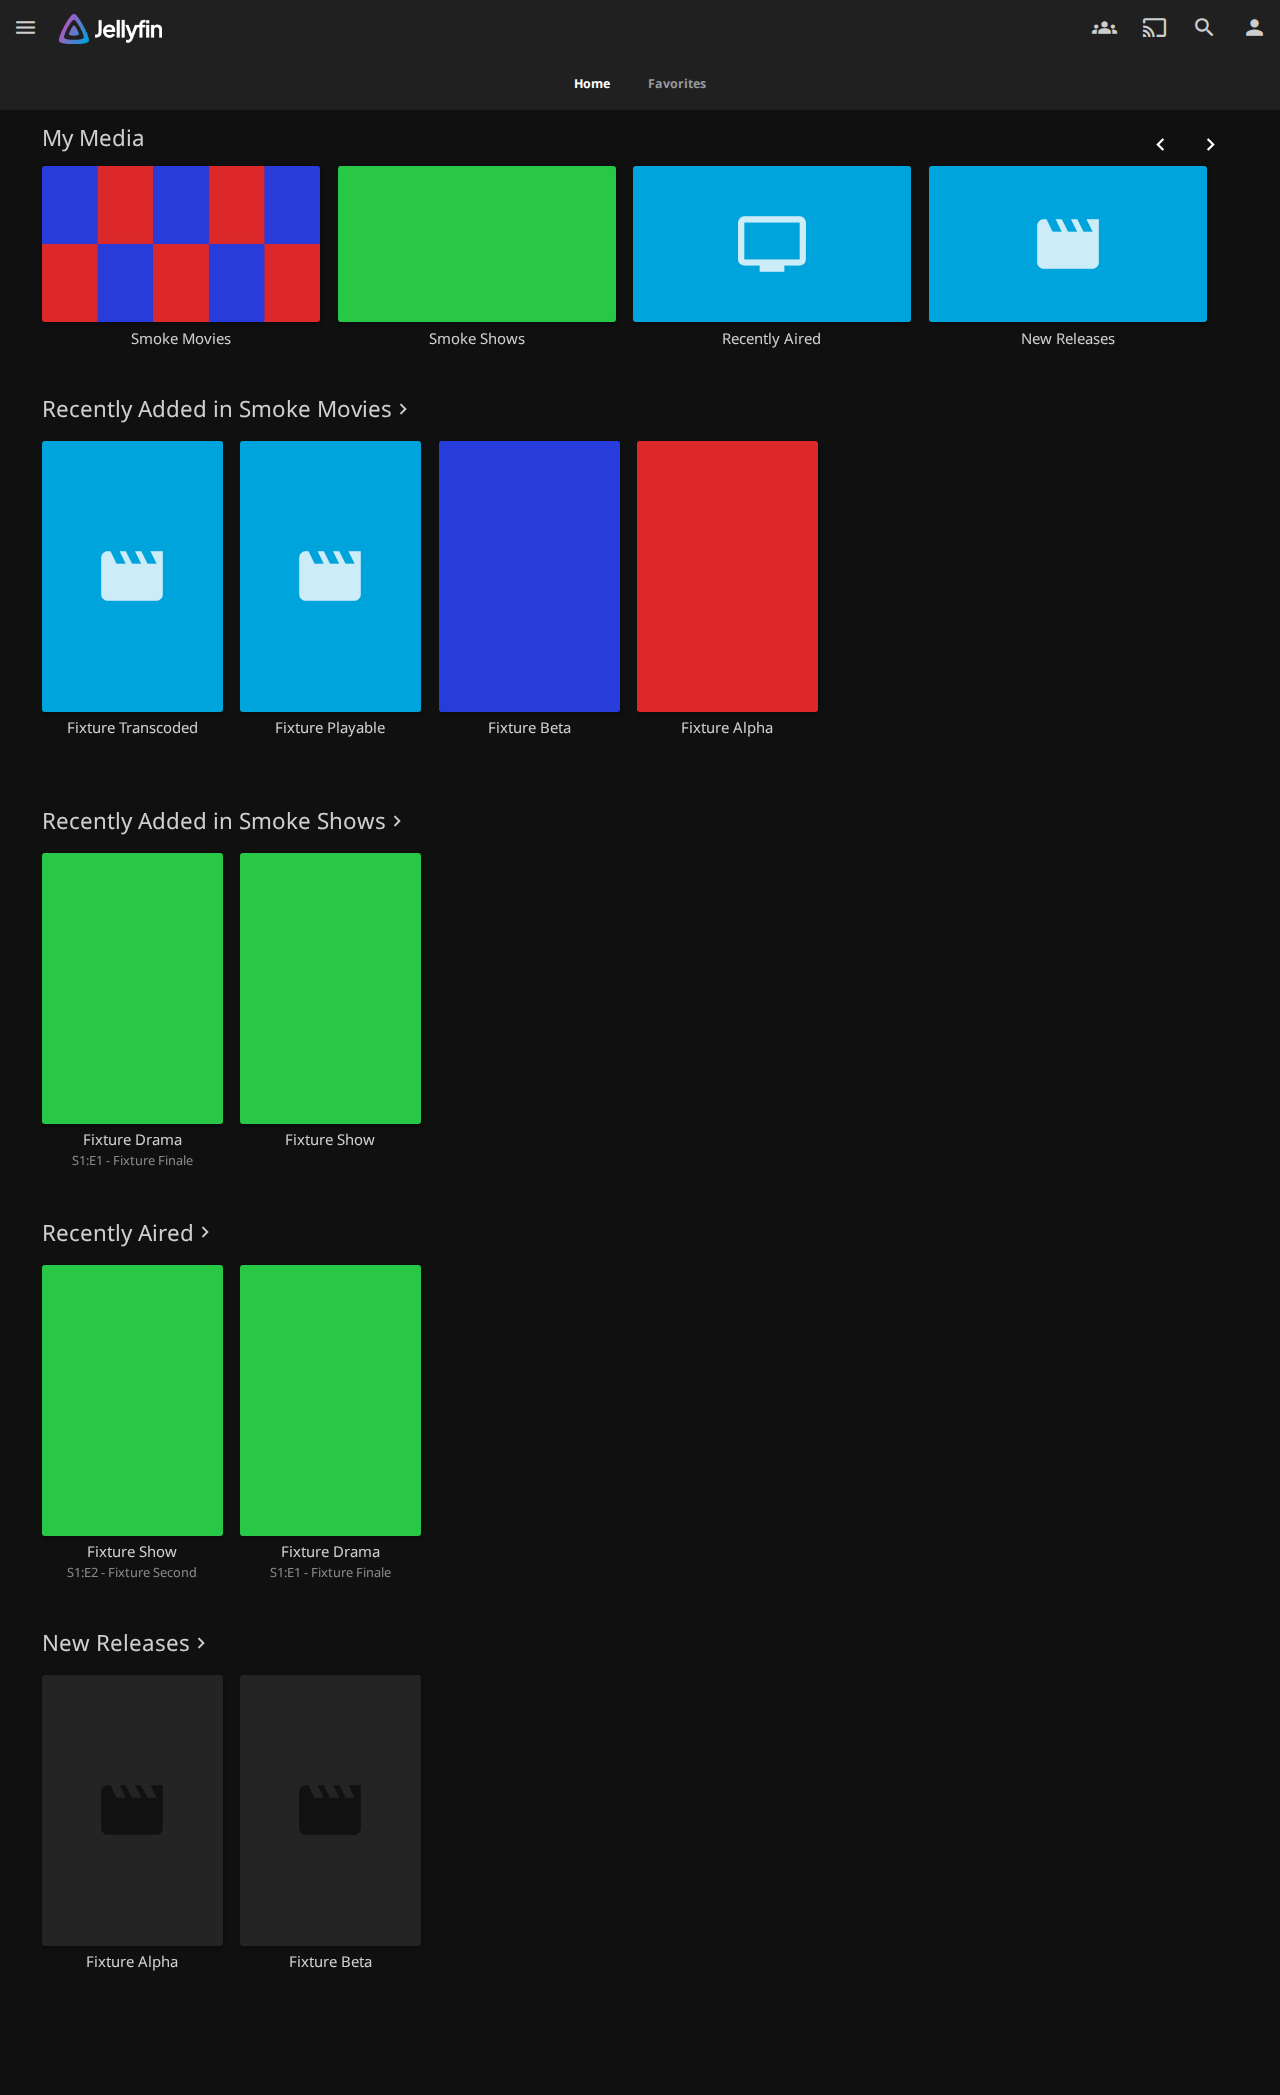 Jellyfin
Home
Favorites
My Media
Smoke Movies
Smoke Shows
Recently Aired
New Releases
Recently Added in Smoke Movies
Fixture Transcoded
Fixture Playable
Fixture Beta
Fixture Alpha
Recently Added in Smoke Shows
Fixture Drama
S1:E1 - Fixture Finale
Fixture Show
Recently Aired
Fixture Show
S1:E2 - Fixture Second
Fixture Drama
S1:E1 - Fixture Finale
New Releases
Fixture Alpha
Fixture Beta